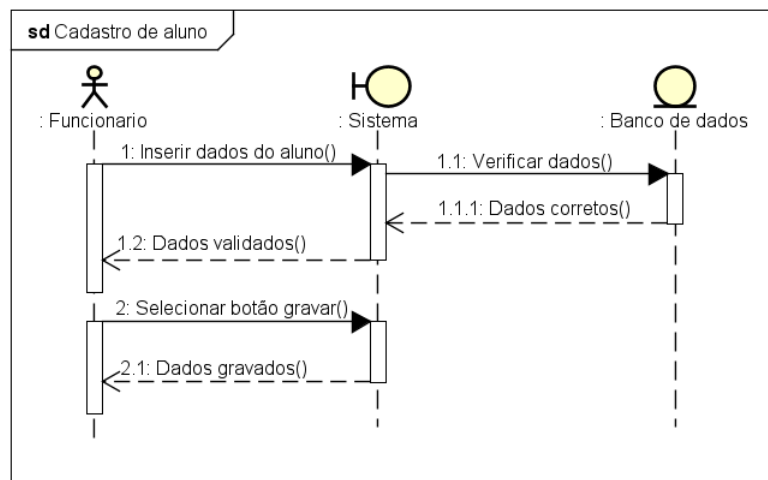 sd Cadastro de aluno
: Funcionario
: Sistema
: Banco de dados
1: Inserir dados do aluno()
1.1: Verificar dados()
1.1.1: Dados corretos()
1.2: Dados validados()
2: Selecionar botão gravar()
2.1: Dados gravados()